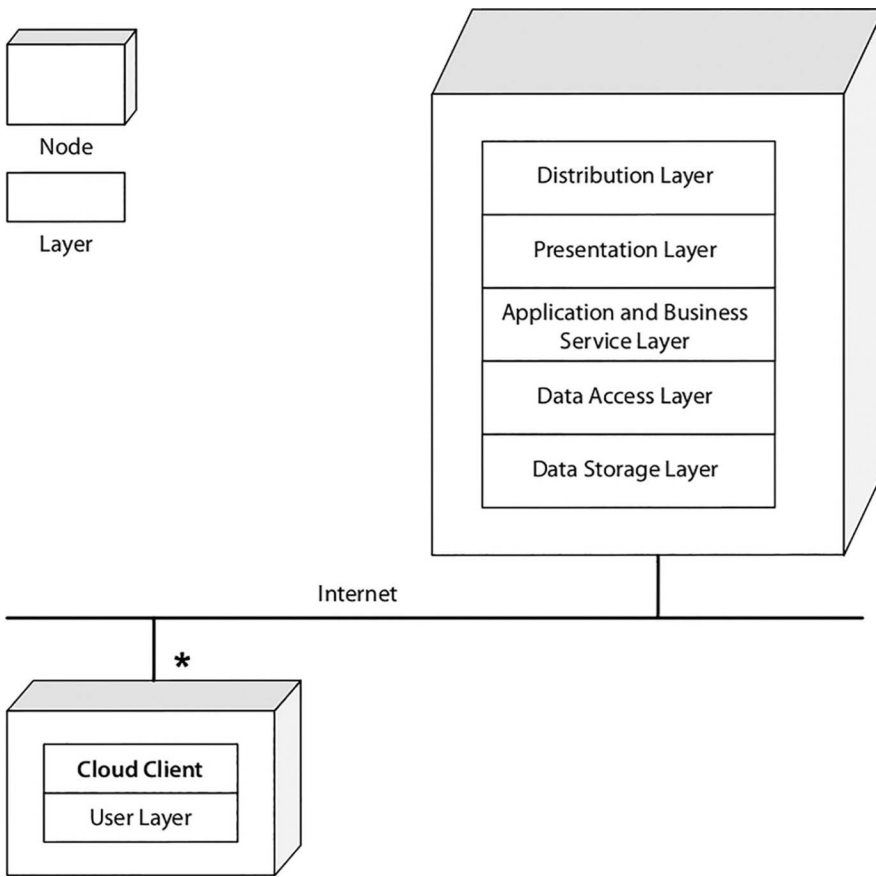 Node
Layer
Distribution Layer
Presentation Layer
Application and Business
Service Layer
Data Access Layer
Data Storage Layer
Internet
*
Cloud Client
User Layer